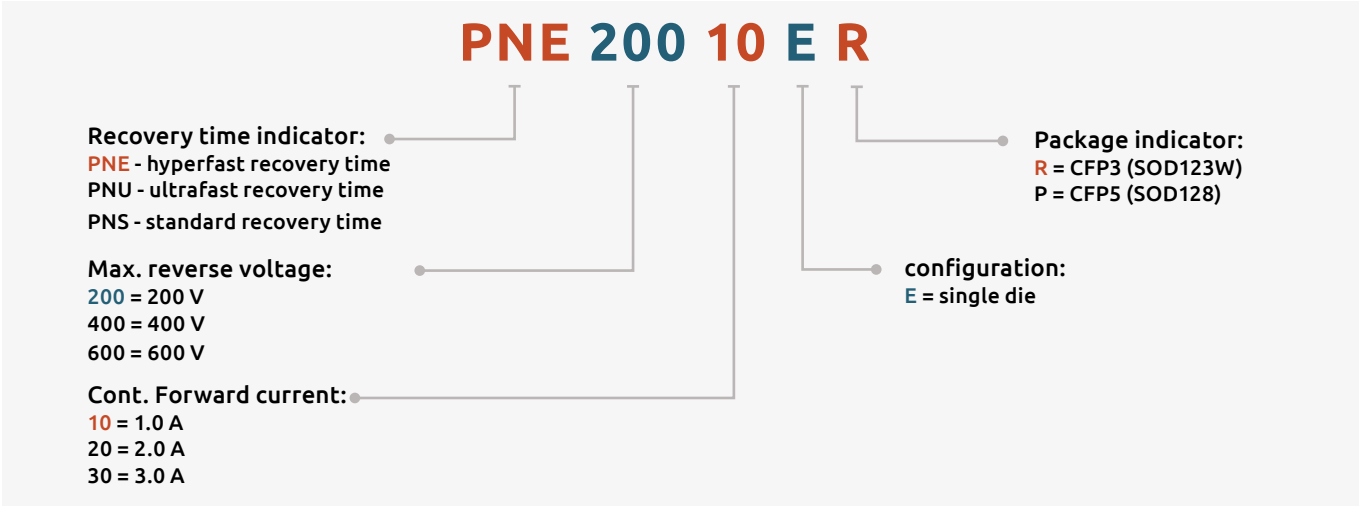 PNE 200 10 E R
Recovery time indicator:
PNE - hyperfast recovery time
PNU - ultrafast recovery time
PNS - standard recovery time
Max. reverse voltage:
200 = 200 V
400 = 400 V
600 = 600 V
Cont. Forward current:
10 = 1.0 A
20 = 2.0 A
30 = 3.0 A
Package indicator:
R = CFP3 (SOD123W)
P = CFP5 (SOD128)
configuration:
E = single die